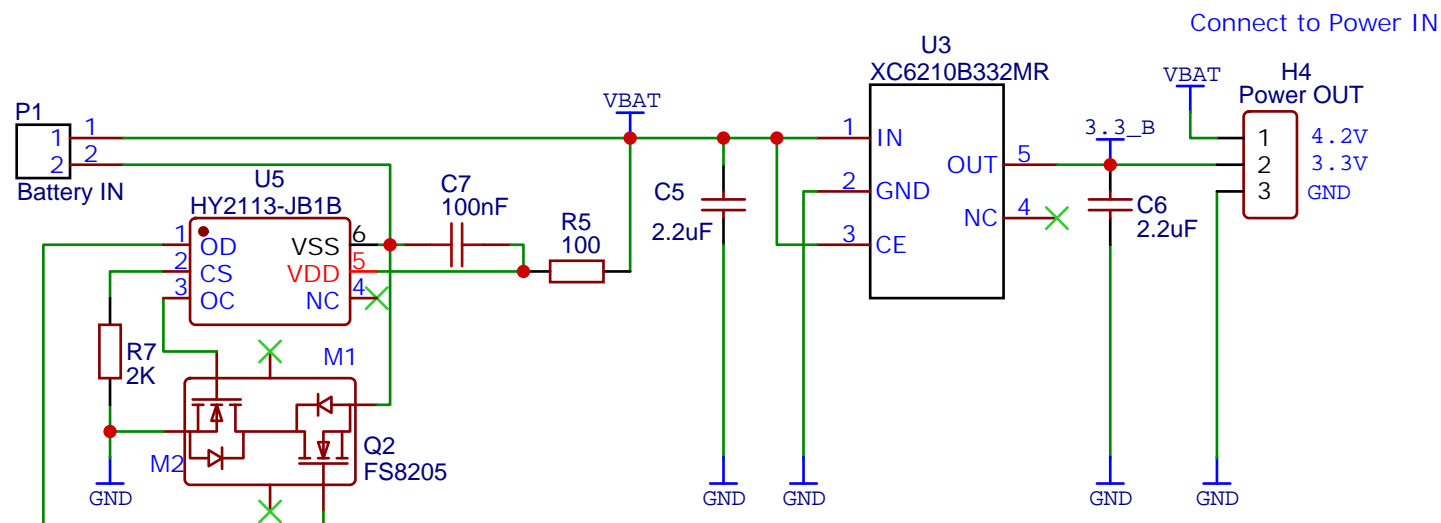 Connect to Power IN
P1
1
2
1
2
Battery IN
U5
HY2113-JB1B
1
OD
2
CS
3
OC
VSS
6
VDD
5
NC
4
C7
100nF
R5
100
VBAT
C5
2.2uF
U3
XC6210B332MR
1
IN
2
GND
3
CE
OUT
5
NC
4
3.3_B
C6
2.2uF
VBAT
H4
Power OUT
1
4.2V
2
3.3V
3
GND
R7
2K
M1
M2
Q2
FS8205
GND
GND
GND
GND
GND